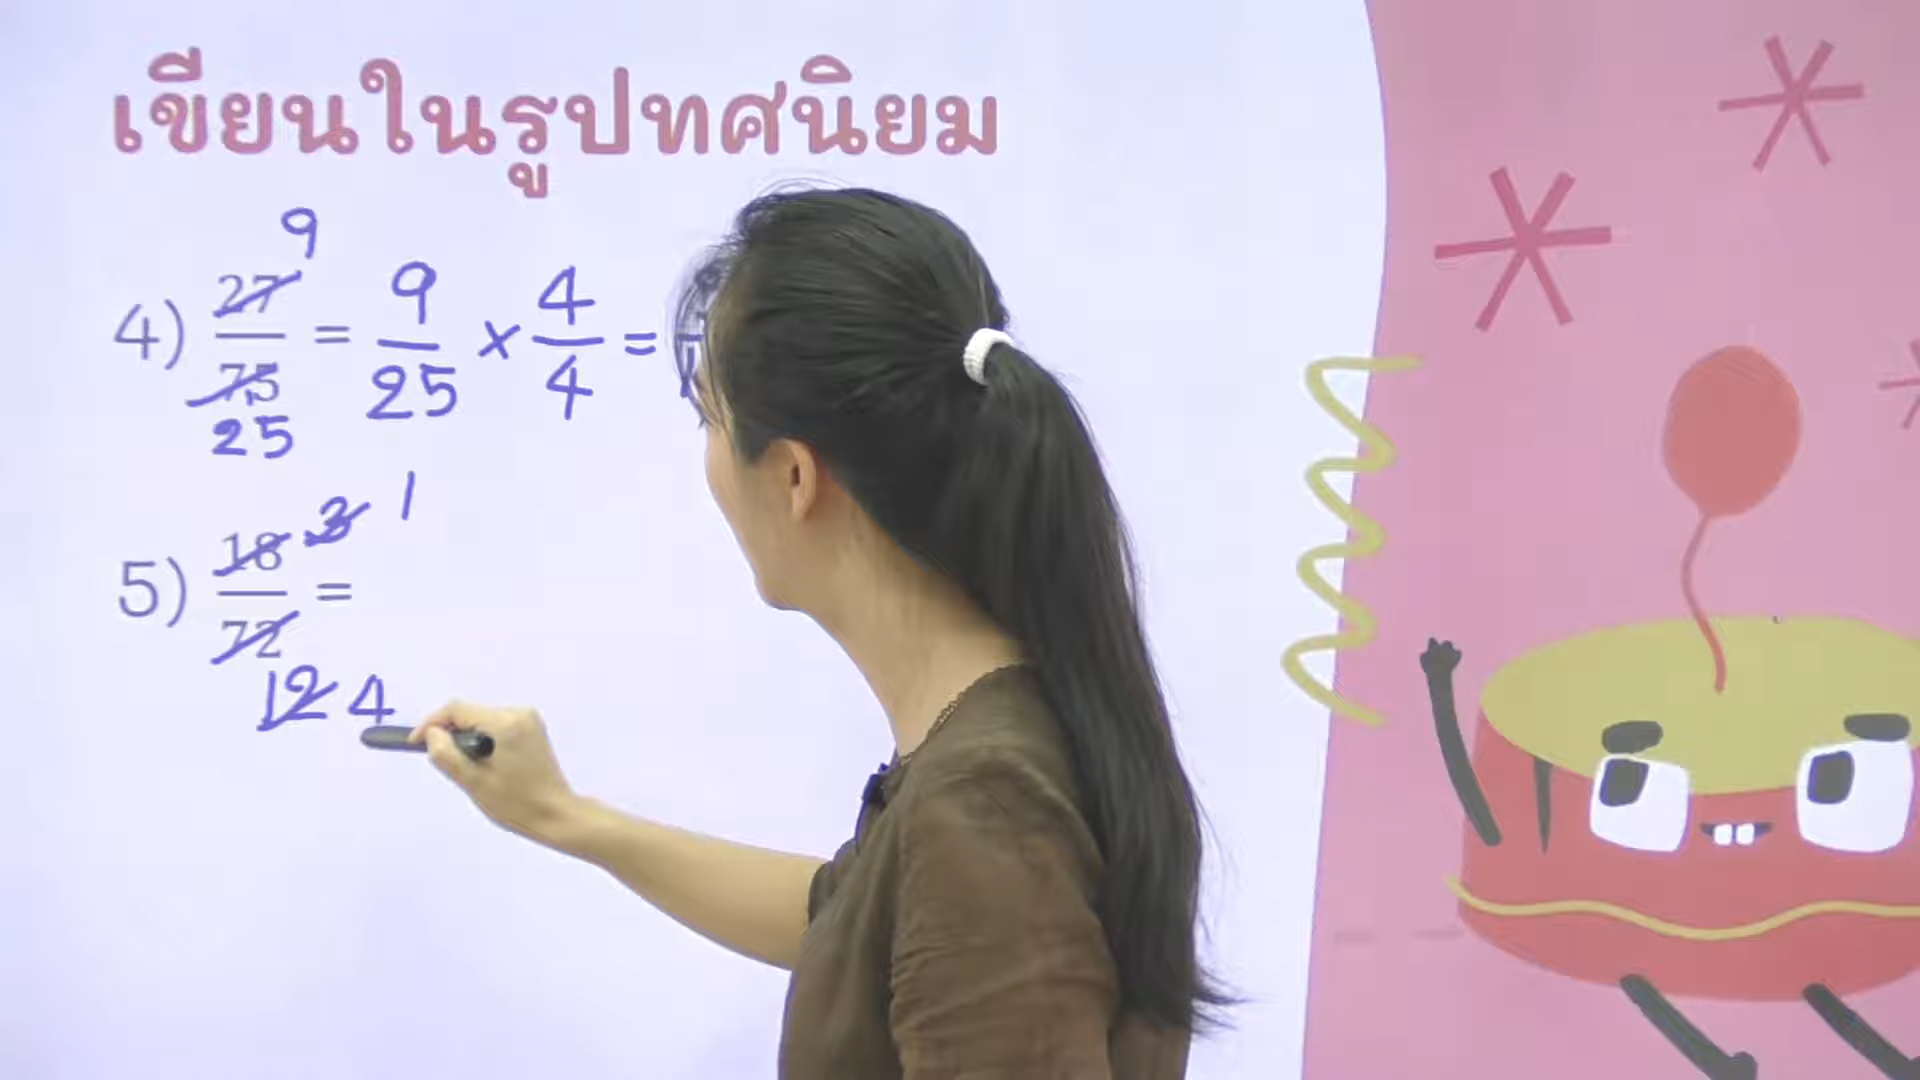 เขียนในรูปทศนิยม
9
4) 27/75 = 9/25 × 4/4 =
25
3 1
5) 18/72 =
12 4